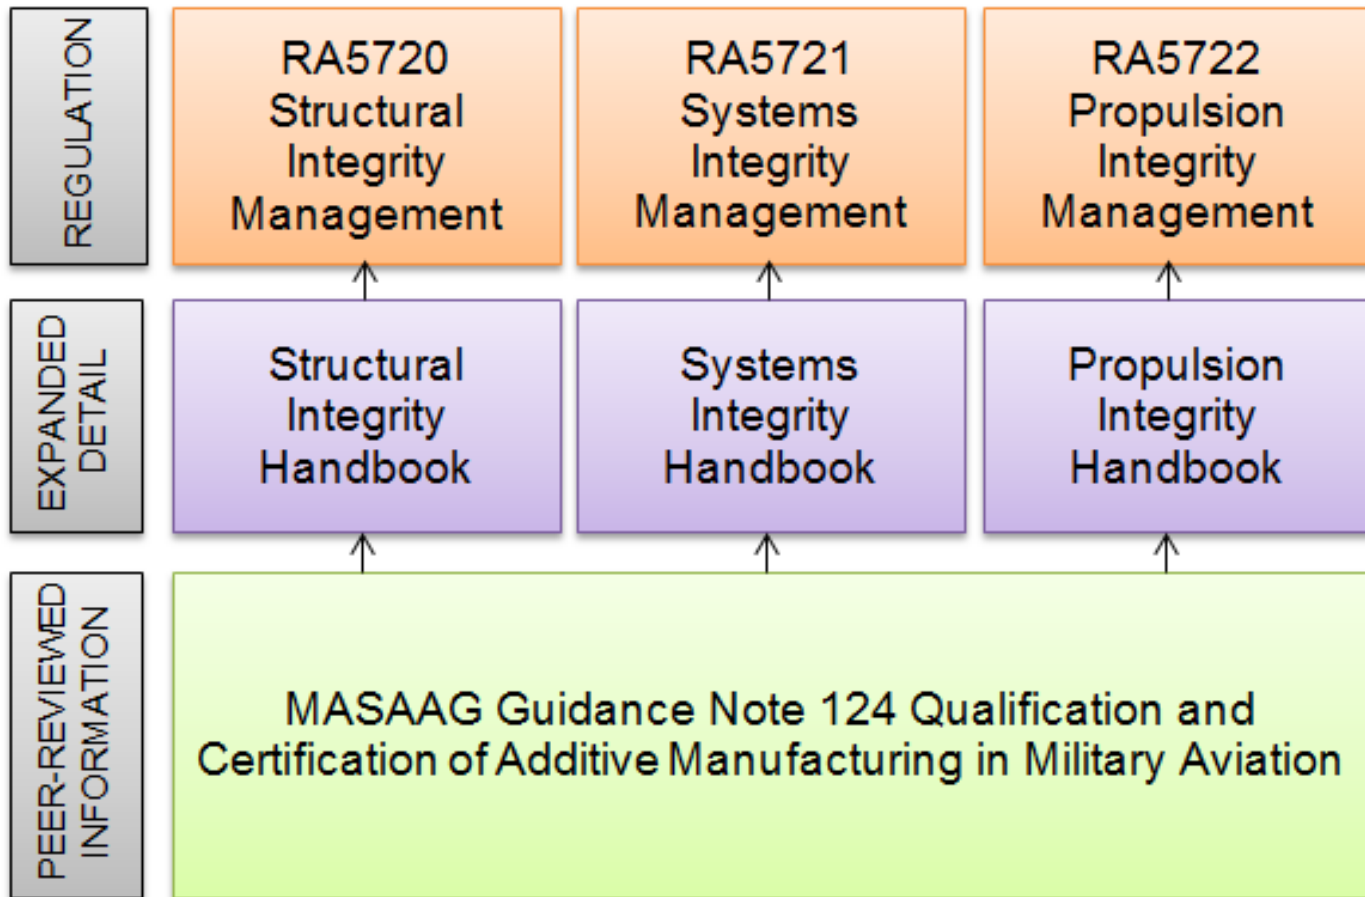 REGULATION
RA5720
Structural
Integrity
Management
RA5721
Systems
Integrity
Management
RA5722
Propulsion
Integrity
Management
EXPANDED
DETAIL
Structural
Integrity
Handbook
Systems
Integrity
Handbook
Propulsion
Integrity
Handbook
PEER-REVIEWED
INFORMATION
MASAAG Guidance Note 124 Qualification and
Certification of Additive Manufacturing in Military Aviation